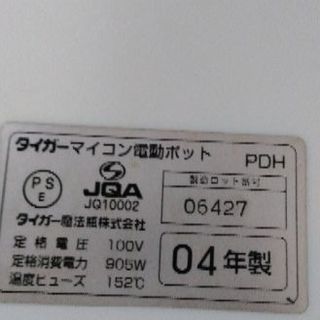 タイガーマイコン電動ポット PDH
PS
E
JQA
JQ10002
製造ロット番号
06427
タイガー魔法瓶株式会社
定格電圧 100V
定格消費電力 905W
温度ヒューズ 152℃
04年製